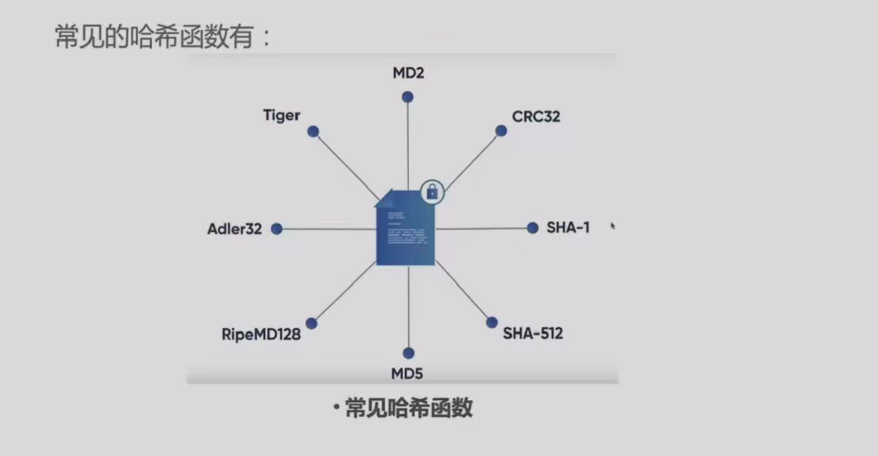 常见的哈希函数有：
MD2
Tiger
CRC32
Adler32
SHA-1
RipeMD128
SHA-512
MD5
• 常见哈希函数